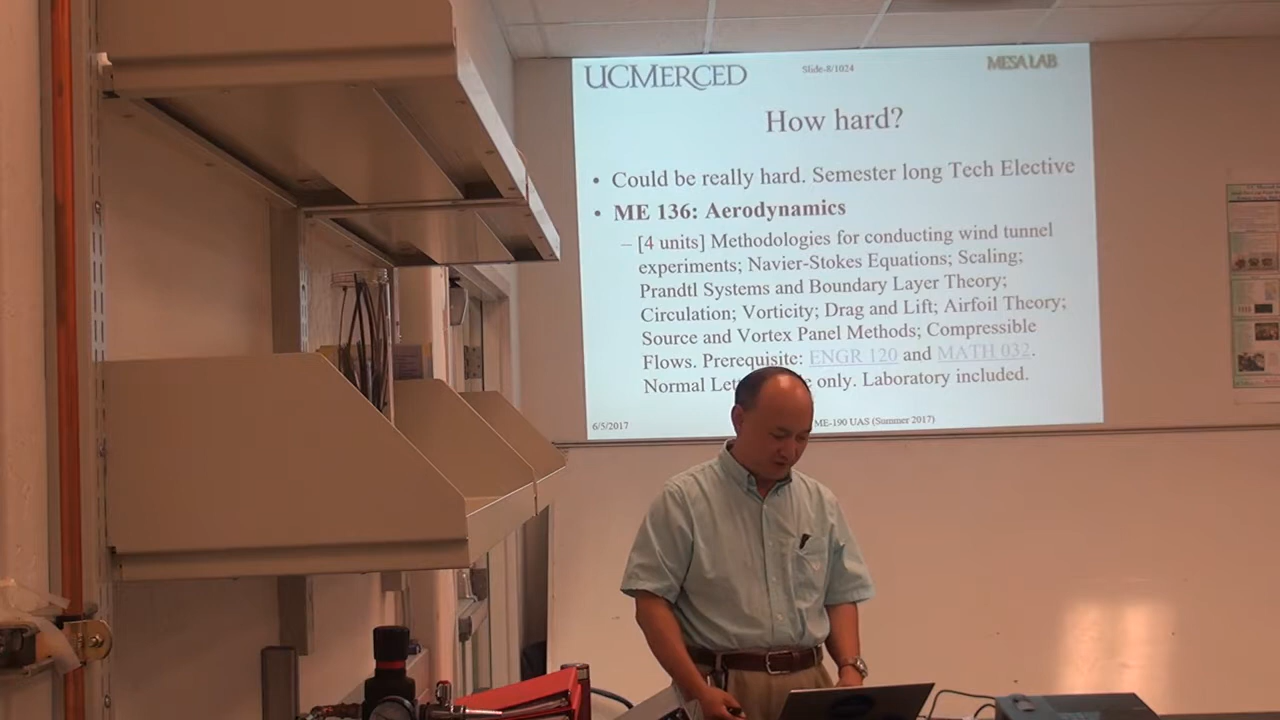 UCMERCED
Slide-8/1024
MESA LAB
How hard?
• Could be really hard. Semester long Tech Elective
• ME 136: Aerodynamics
– [4 units] Methodologies for conducting wind tunnel
experiments; Navier-Stokes Equations; Scaling;
Prandtl Systems and Boundary Layer Theory;
Circulation; Vorticity; Drag and Lift; Airfoil Theory;
Source and Vortex Panel Methods; Compressible
Flows. Prerequisite: ENGR 120 and MATH 032.
Normal only. Laboratory included.
6/5/2017
ME-190 UAS (Summer 2017)